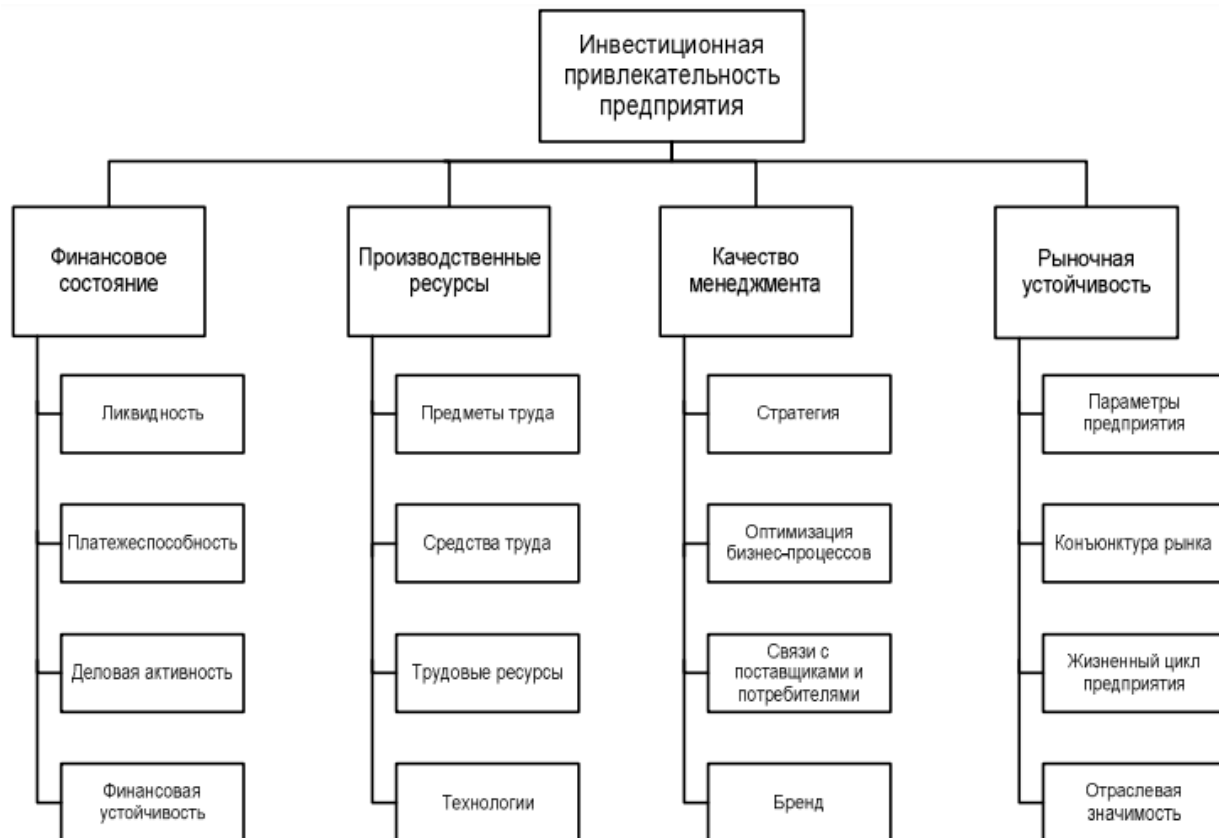 Инвестиционная
привлекательность
предприятия
Финансовое
состояние
Производственные
ресурсы
Качество
менеджмента
Рыночная
устойчивость
Ликвидность
Предметы труда
Стратегия
Параметры
предприятия
Платежеспособность
Средства труда
Оптимизация
бизнес-процессов
Конъюнктура рынка
Деловая активность
Трудовые ресурсы
Связи с
поставщиками и
потребителями
Жизненный цикл
предприятия
Финансовая
устойчивость
Технологии
Бренд
Отраслевая
значимость